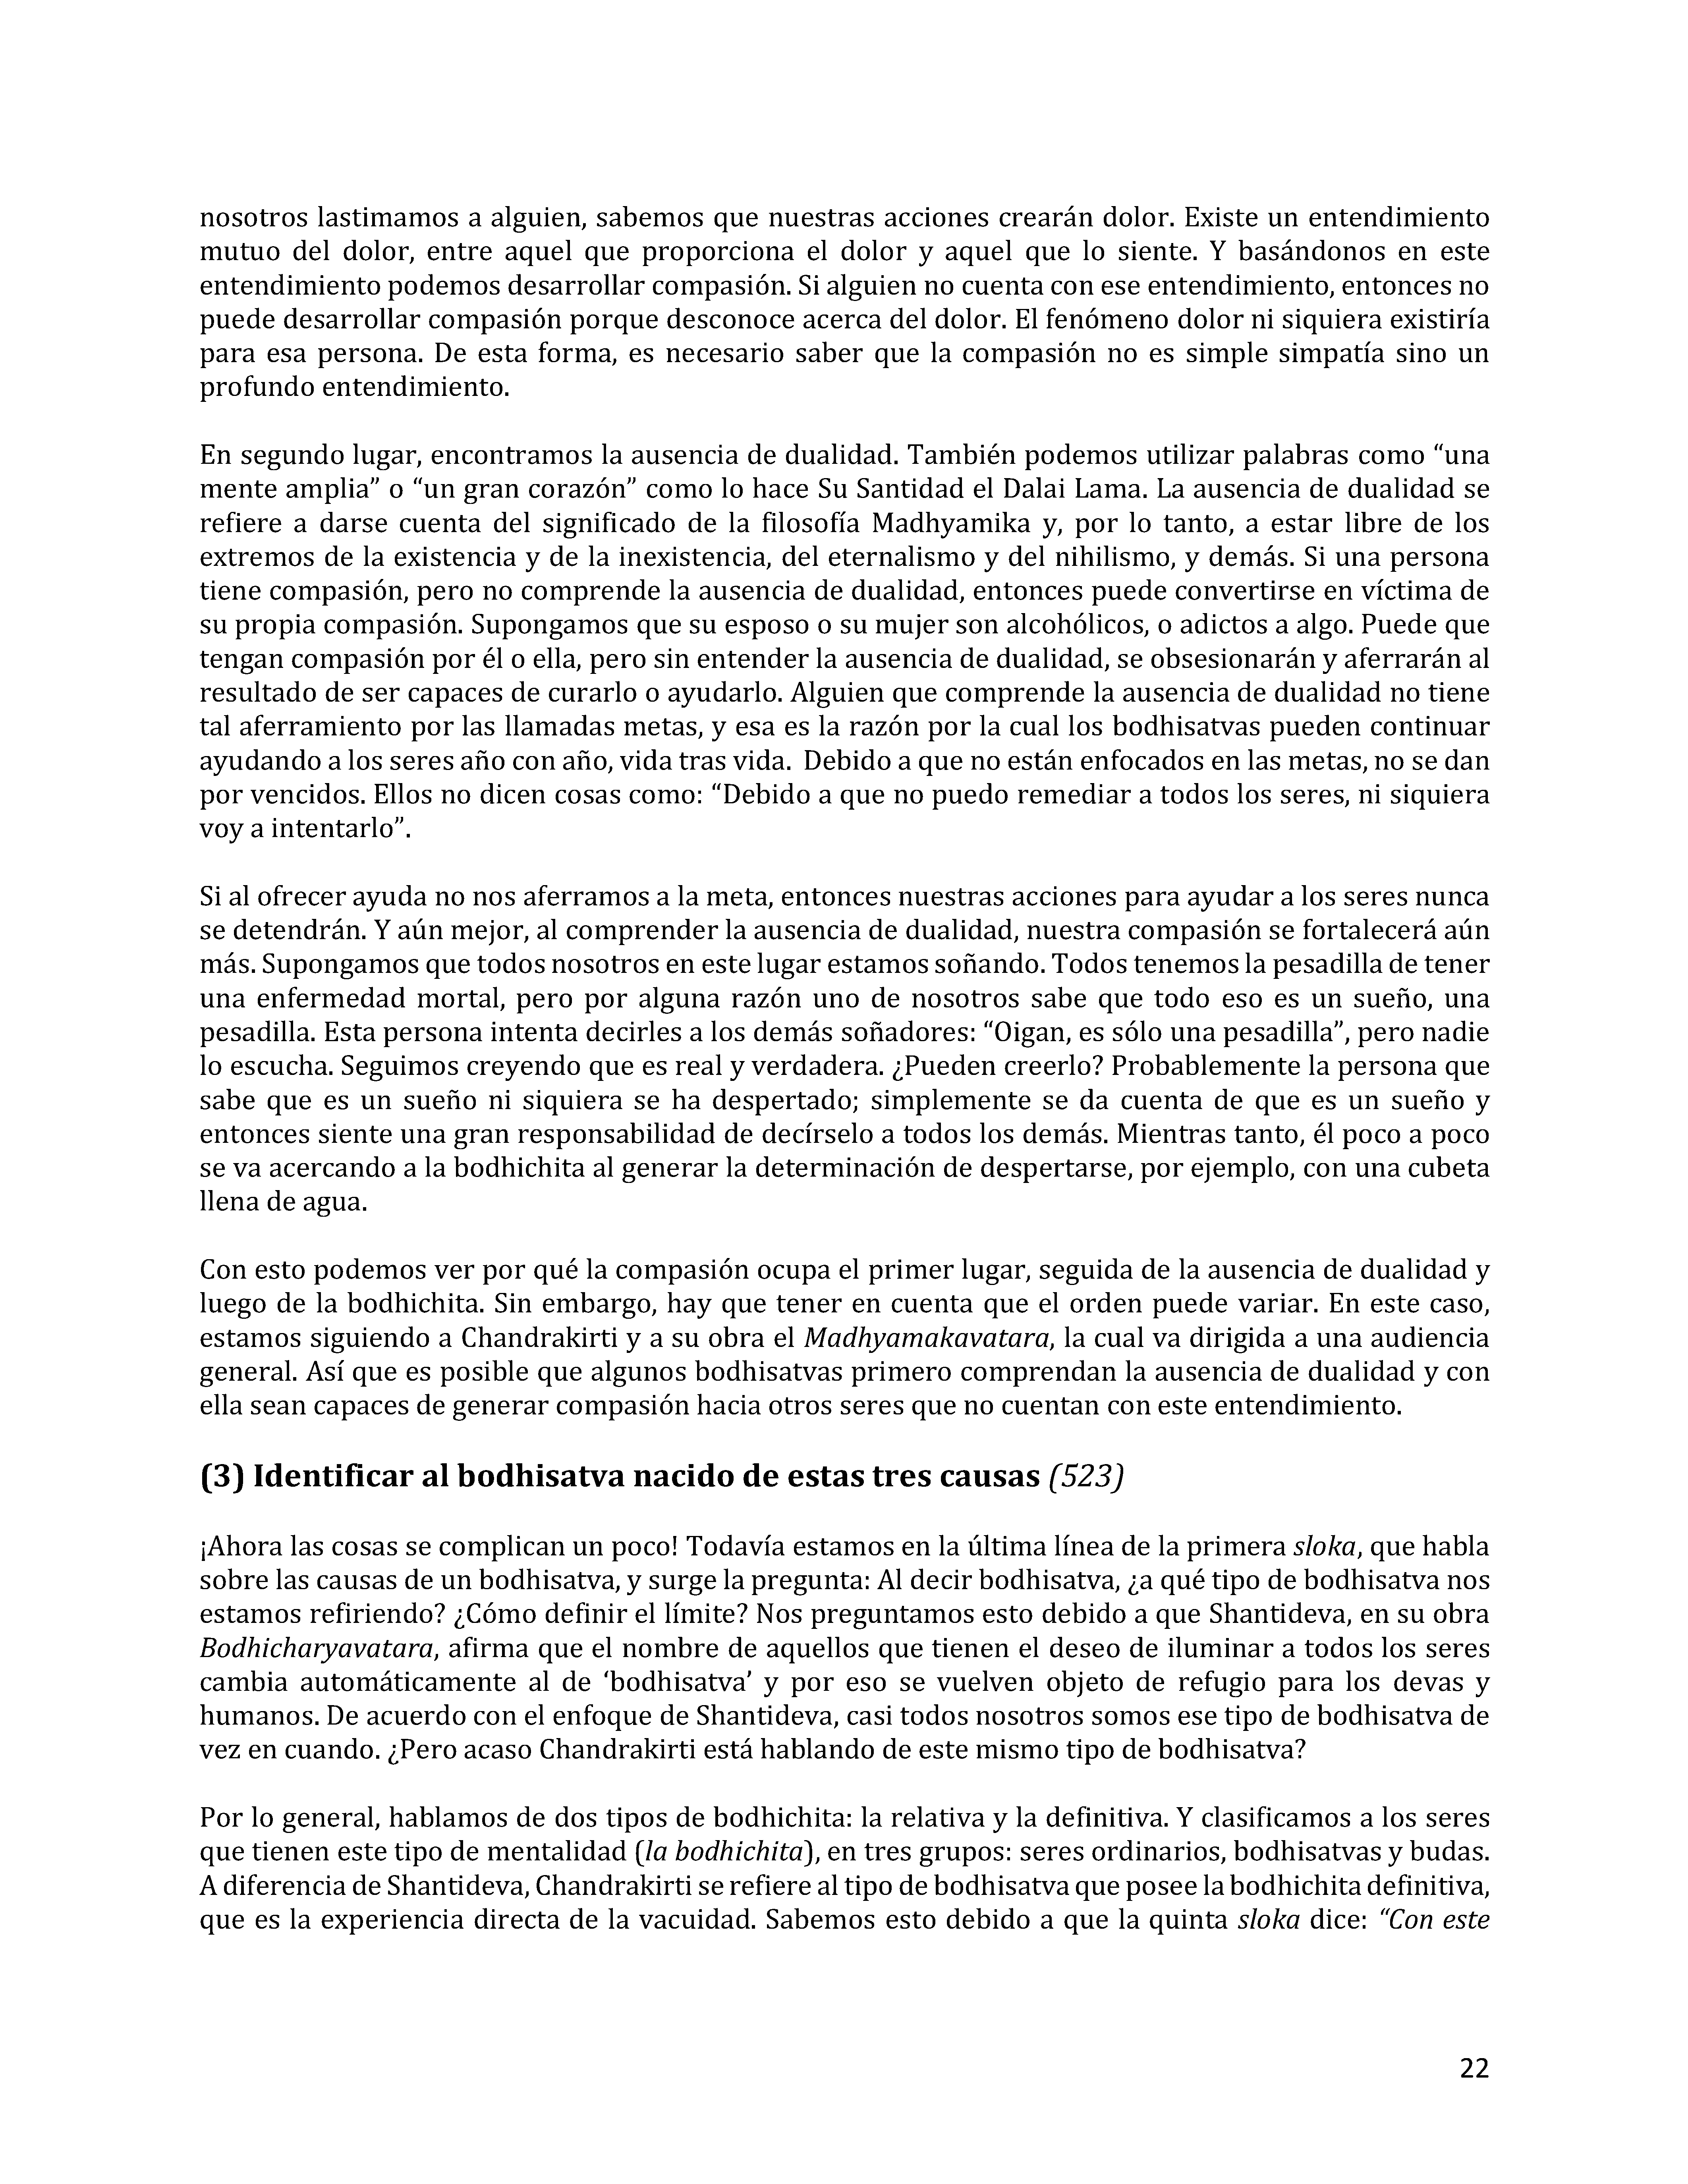 nosotros lastimamos a alguien, sabemos que nuestras acciones crearán dolor. Existe un entendimiento
mutuo del dolor, entre aquel que proporciona el dolor y aquel que lo siente. Y basándonos en este
entendimiento podemos desarrollar compasión. Si alguien no cuenta con ese entendimiento, entonces no
puede desarrollar compasión porque desconoce acerca del dolor. El fenómeno dolor ni siquiera existiría
para esa persona. De esta forma, es necesario saber que la compasión no es simple simpatía sino un
profundo entendimiento.

En segundo lugar, encontramos la ausencia de dualidad. También podemos utilizar palabras como “una
mente amplia” o “un gran corazón” como lo hace Su Santidad el Dalai Lama. La ausencia de dualidad se
refiere a darse cuenta del significado de la filosofía Madhyamika y, por lo tanto, a estar libre de los
extremos de la existencia y de la inexistencia, del eternalismo y del nihilismo, y demás. Si una persona
tiene compasión, pero no comprende la ausencia de dualidad, entonces puede convertirse en víctima de
su propia compasión. Supongamos que su esposo o su mujer son alcohólicos, o adictos a algo. Puede que
tengan compasión por él o ella, pero sin entender la ausencia de dualidad, se obsesionarán y aferrarán al
resultado de ser capaces de curarlo o ayudarlo. Alguien que comprende la ausencia de dualidad no tiene
tal aferramiento por las llamadas metas, y esa es la razón por la cual los bodhisatvas pueden continuar
ayudando a los seres año con año, vida tras vida. Debido a que no están enfocados en las metas, no se dan
por vencidos. Ellos no dicen cosas como: “Debido a que no puedo remediar a todos los seres, ni siquiera
voy a intentarlo”.

Si al ofrecer ayuda no nos aferramos a la meta, entonces nuestras acciones para ayudar a los seres nunca
se detendrán. Y aún mejor, al comprender la ausencia de dualidad, nuestra compasión se fortalecerá aún
más. Supongamos que todos nosotros en este lugar estamos soñando. Todos tenemos la pesadilla de tener
una enfermedad mortal, pero por alguna razón uno de nosotros sabe que todo eso es un sueño, una
pesadilla. Esta persona intenta decirles a los demás soñadores: “Oigan, es sólo una pesadilla”, pero nadie
lo escucha. Seguimos creyendo que es real y verdadera. ¿Pueden creerlo? Probablemente la persona que
sabe que es un sueño ni siquiera se ha despertado; simplemente se da cuenta de que es un sueño y
entonces siente una gran responsabilidad de decírselo a todos los demás. Mientras tanto, él poco a poco
se va acercando a la bodhichita al generar la determinación de despertarse, por ejemplo, con una cubeta
llena de agua.

Con esto podemos ver por qué la compasión ocupa el primer lugar, seguida de la ausencia de dualidad y
luego de la bodhichita. Sin embargo, hay que tener en cuenta que el orden puede variar. En este caso,
estamos siguiendo a Chandrakirti y a su obra el Madhyamakavatara, la cual va dirigida a una audiencia
general. Así que es posible que algunos bodhisatvas primero comprendan la ausencia de dualidad y con
ella sean capaces de generar compasión hacia otros seres que no cuentan con este entendimiento.

(3) Identificar al bodhisatva nacido de estas tres causas (523)

¡Ahora las cosas se complican un poco! Todavía estamos en la última línea de la primera sloka, que habla
sobre las causas de un bodhisatva, y surge la pregunta: Al decir bodhisatva, ¿a qué tipo de bodhisatva nos
estamos refiriendo? ¿Cómo definir el límite? Nos preguntamos esto debido a que Shantideva, en su obra
Bodhicharyavatara, afirma que el nombre de aquellos que tienen el deseo de iluminar a todos los seres
cambia automáticamente al de ‘bodhisatva’ y por eso se vuelven objeto de refugio para los devas y
humanos. De acuerdo con el enfoque de Shantideva, casi todos nosotros somos ese tipo de bodhisatva de
vez en cuando. ¿Pero acaso Chandrakirti está hablando de este mismo tipo de bodhisatva?

Por lo general, hablamos de dos tipos de bodhichita: la relativa y la definitiva. Y clasificamos a los seres
que tienen este tipo de mentalidad (la bodhichita), en tres grupos: seres ordinarios, bodhisatvas y budas.
A diferencia de Shantideva, Chandrakirti se refiere al tipo de bodhisatva que posee la bodhichita definitiva,
que es la experiencia directa de la vacuidad. Sabemos esto debido a que la quinta sloka dice: “Con este

22